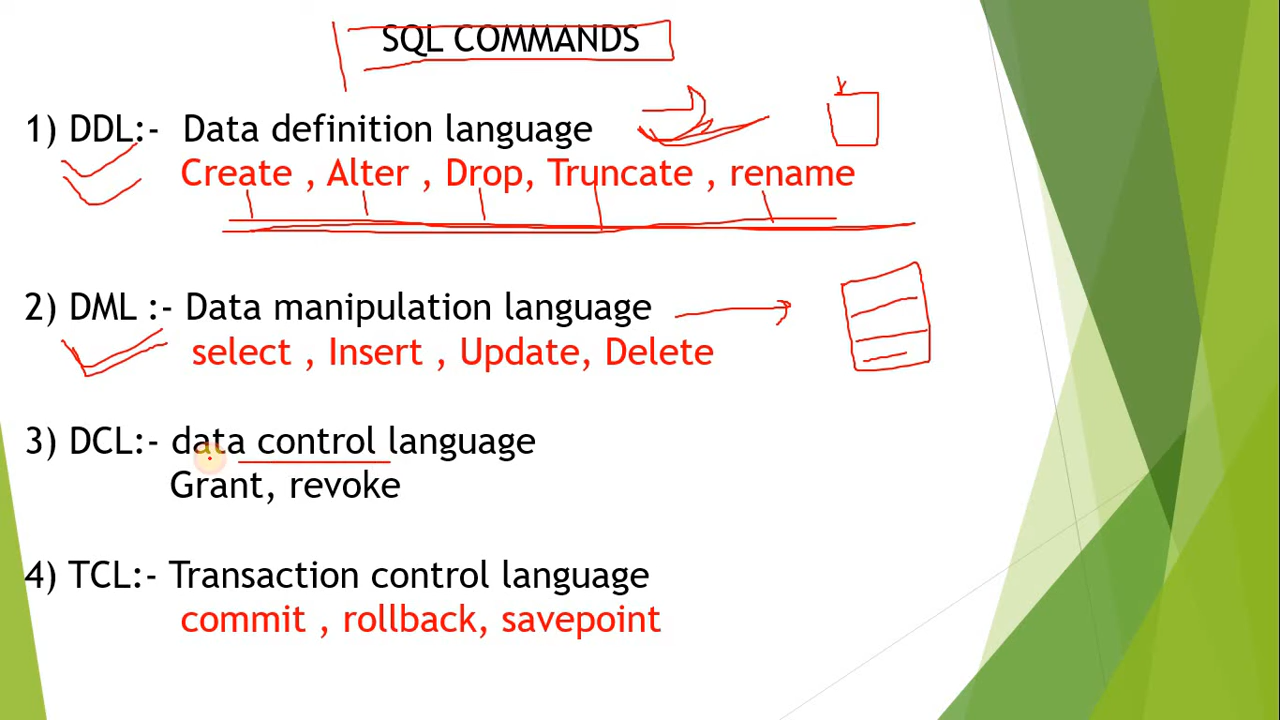 SQL COMMANDS
1) DDL:- Data definition language
Create , Alter , Drop, Truncate , rename
2) DML :- Data manipulation language
select , Insert , Update, Delete
3) DCL:- data control language
Grant, revoke
4) TCL:- Transaction control language
commit , rollback, savepoint